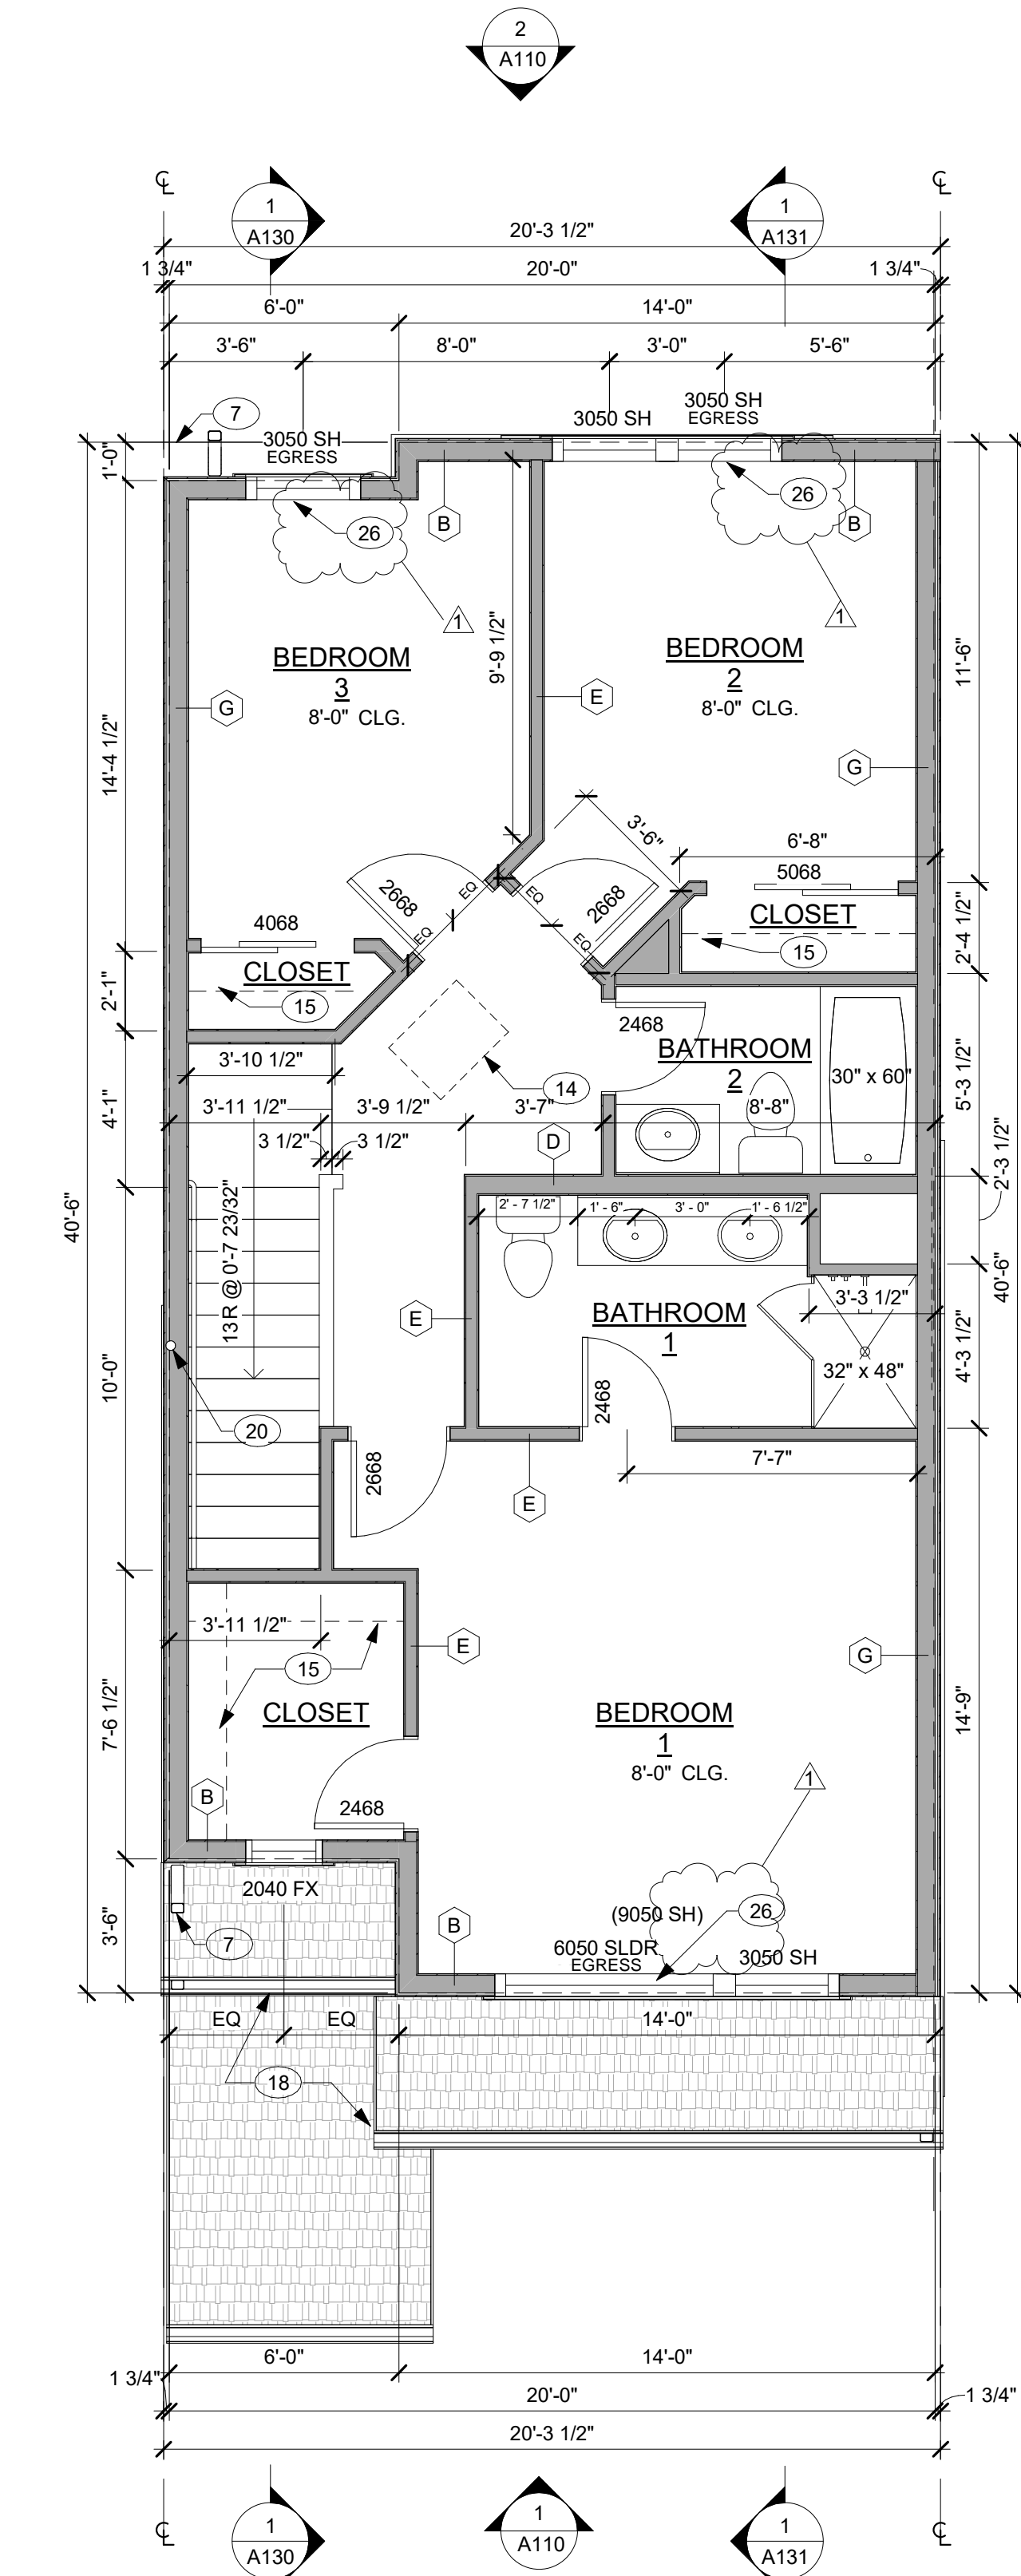 2
A110
℄
℄
1
A130
1
A131
20'-3 1/2"
1 3/4"
20'-0"
1 3/4"
6'-0"
14'-0"
3'-6"
8'-0"
3'-0"
5'-6"
7
3050 SH
EGRESS
3050 SH
3050 SH
EGRESS
1'-0"
26
B
26
B
1
1
BEDROOM
3
8'-0" CLG.
9'-9 1/2"
BEDROOM
2
8'-0" CLG.
11'-6"
G
E
G
14'-4 1/2"
3'-6"
6'-8"
5068
2668
EQ
EQ
2668
CLOSET
2'-4 1/2"
4068
EQ
EQ
15
CLOSET
15
2'-1"
2468
BATHROOM
2
30" x 60"
8'-8"
5'-3 1/2"
3'-10 1/2"
14
4'-1"
3'-11 1/2"
3'-9 1/2"
3'-7"
3 1/2"
3 1/2"
D
2'-3 1/2"
40'-6"
13R @ 0'-7 23/32"
2' - 7 1/2"
1' - 6"
3' - 0"
1' - 6 1/2"
40'-6"
E
BATHROOM
1
3'-3 1/2"
32" x 48"
4'-3 1/2"
10'-0"
2468
20
2668
7'-7"
E
3'-11 1/2"
E
G
15
CLOSET
BEDROOM
1
8'-0" CLG.
7'-6 1/2"
14'-9"
1
B
2468
2040 FX
(9050 SH)
26
B
6050 SLDR
EGRESS
3050 SH
3'-6"
7
EQ
EQ
14'-0"
18
6'-0"
14'-0"
1 3/4"
20'-0"
1 3/4"
20'-3 1/2"
℄
1
A130
1
A110
1
A131
℄